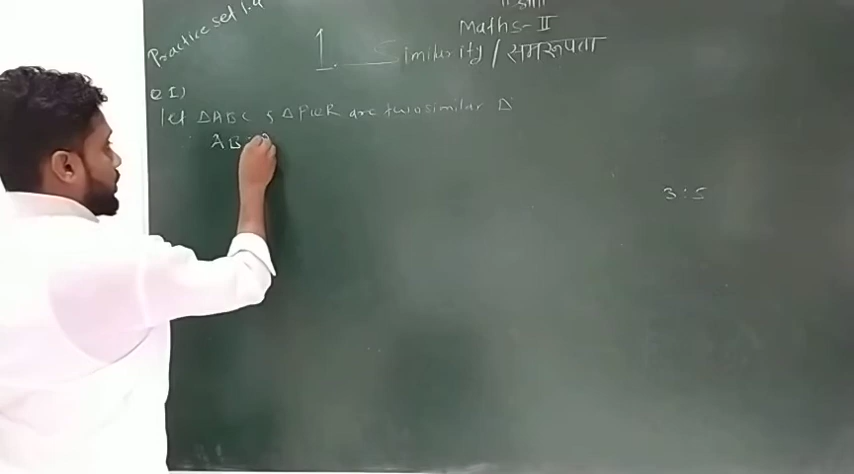 Maths-II
Practice set 1.4
1. Similarity/समरूपता
Q 1)
let △ABC & △PQR are two similar △
AB:
3:5